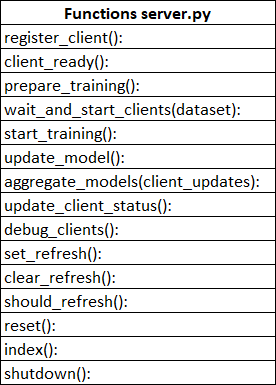 Functions server.py
register_client():
client_ready():
prepare_training():
wait_and_start_clients(dataset):
start_training():
update_model():
aggregate_models(client_updates):
update_client_status():
debug_clients():
set_refresh():
clear_refresh():
should_refresh():
reset():
index():
shutdown():